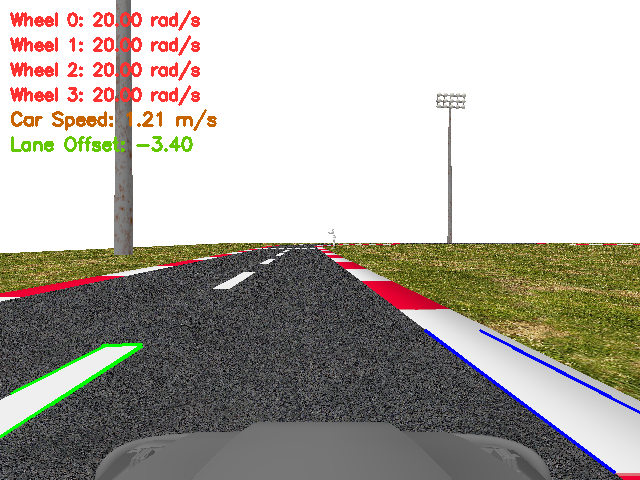 Wheel 0: 20.00 rad/s
Wheel 1: 20.00 rad/s
Wheel 2: 20.00 rad/s
Wheel 3: 20.00 rad/s
Car Speed: 1.21 m/s
Lane Offset: -3.40